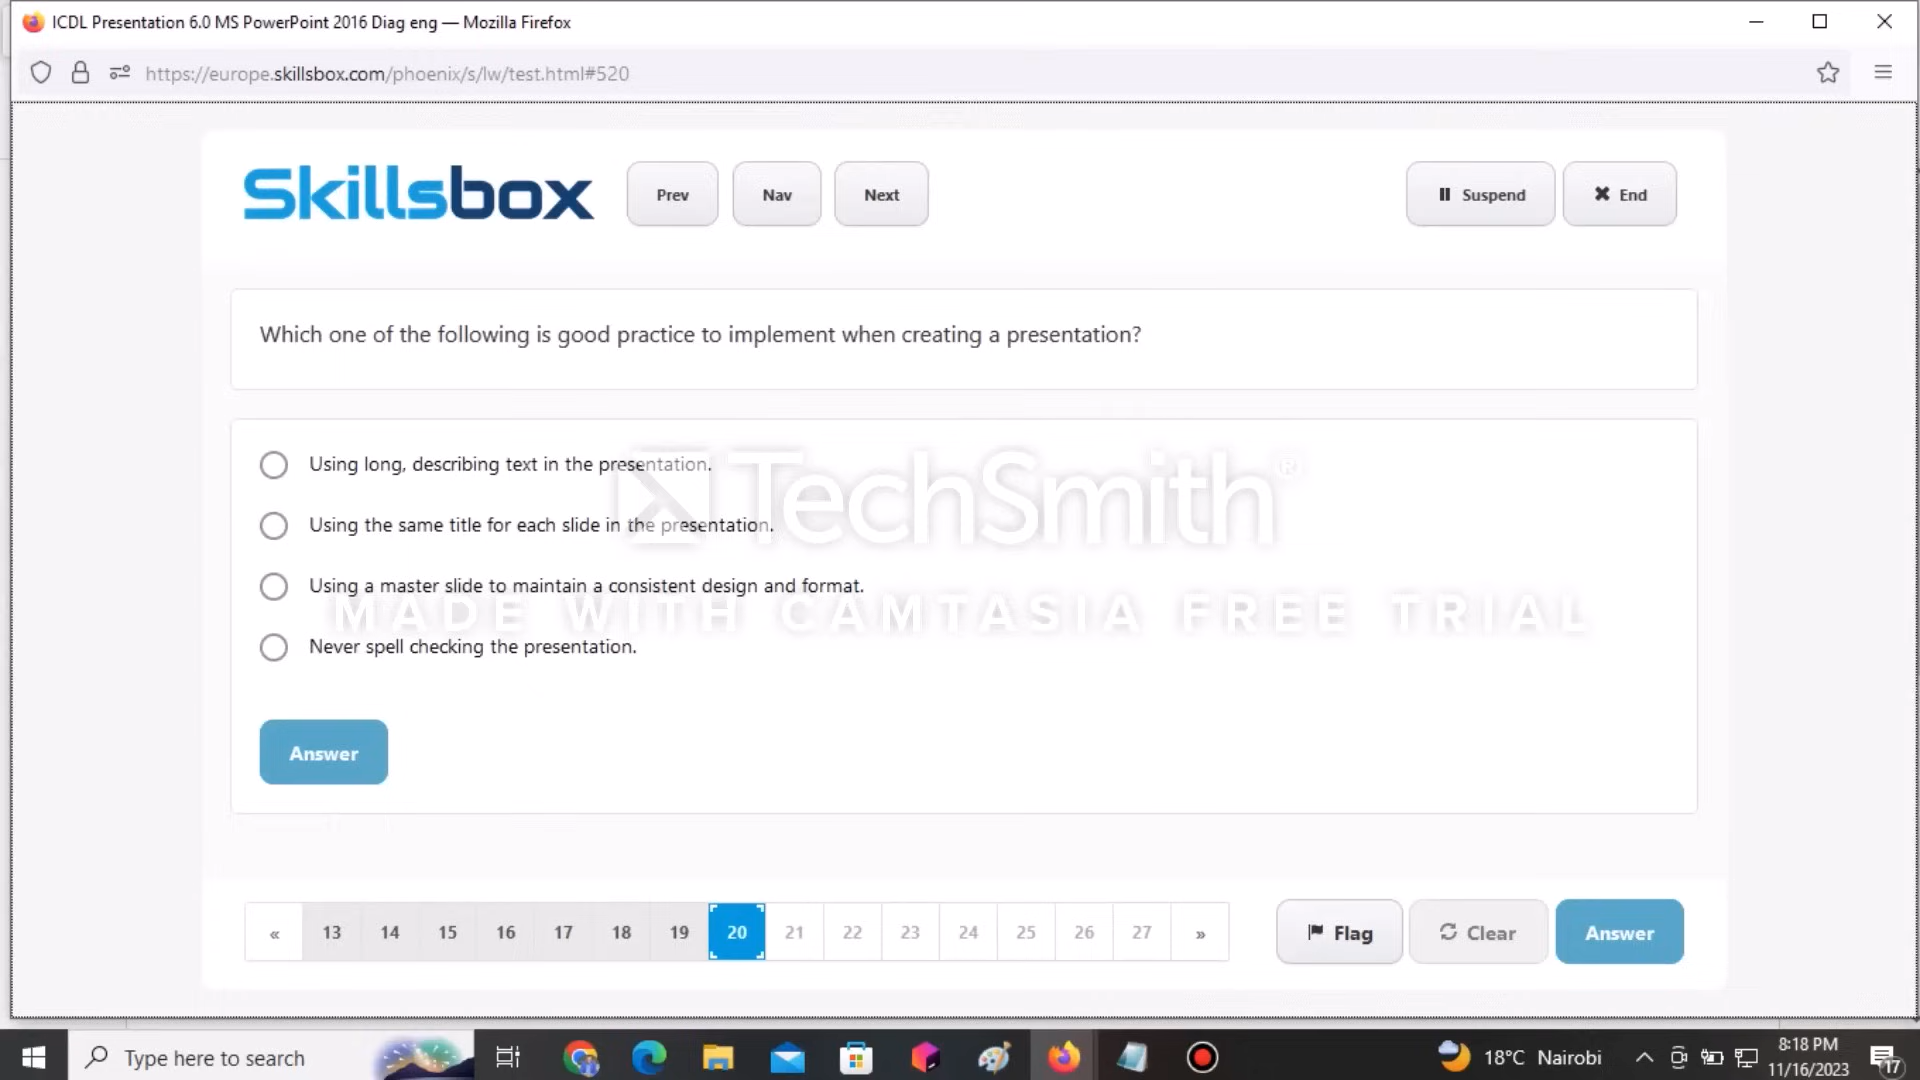 ICDL Presentation 6.0 MS PowerPoint 2016 Diag eng — Mozilla Firefox
https://europe.skillsbox.com/phoenix/s/lw/test.html#520
Skillsbox
Prev
Nav
Next
Suspend
End
Which one of the following is good practice to implement when creating a presentation?
Using long, describing text in the presentation.
TechSmith®
Using the same title for each slide in the presentation.
Using a master slide to maintain a consistent design and format.
MADE WITH CAMTASIA FREE TRIAL
Never spell checking the presentation.
Answer
« 13 14 15 16 17 18 19 20 21 22 23 24 25 26 27 »
Flag
Clear
Answer
Type here to search
18°C Nairobi
8:18 PM
11/16/2023
17